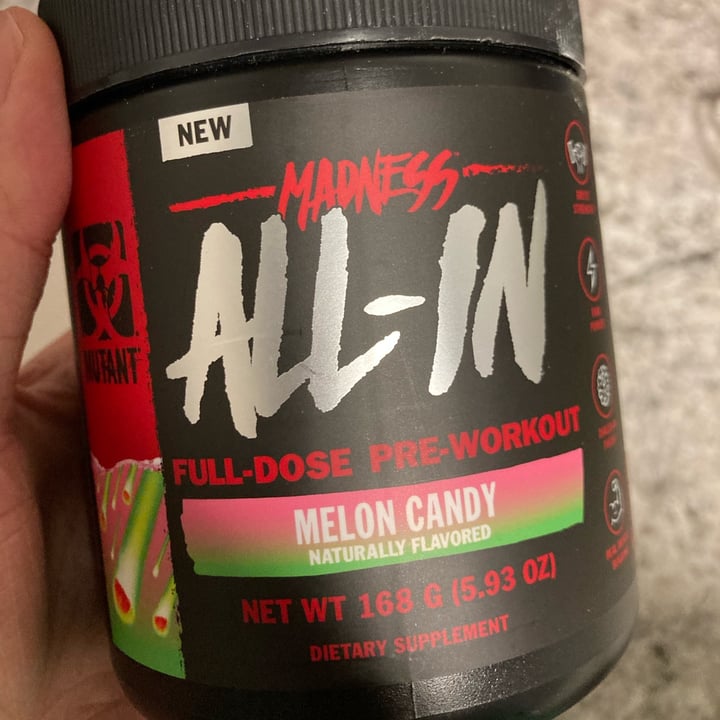 NEW
MADNESS
ALL-IN
MUTANT
FULL-DOSE PRE-WORKOUT
MELON CANDY
NATURALLY FLAVORED
NET WT 168 G (5.93 OZ)
DIETARY SUPPLEMENT